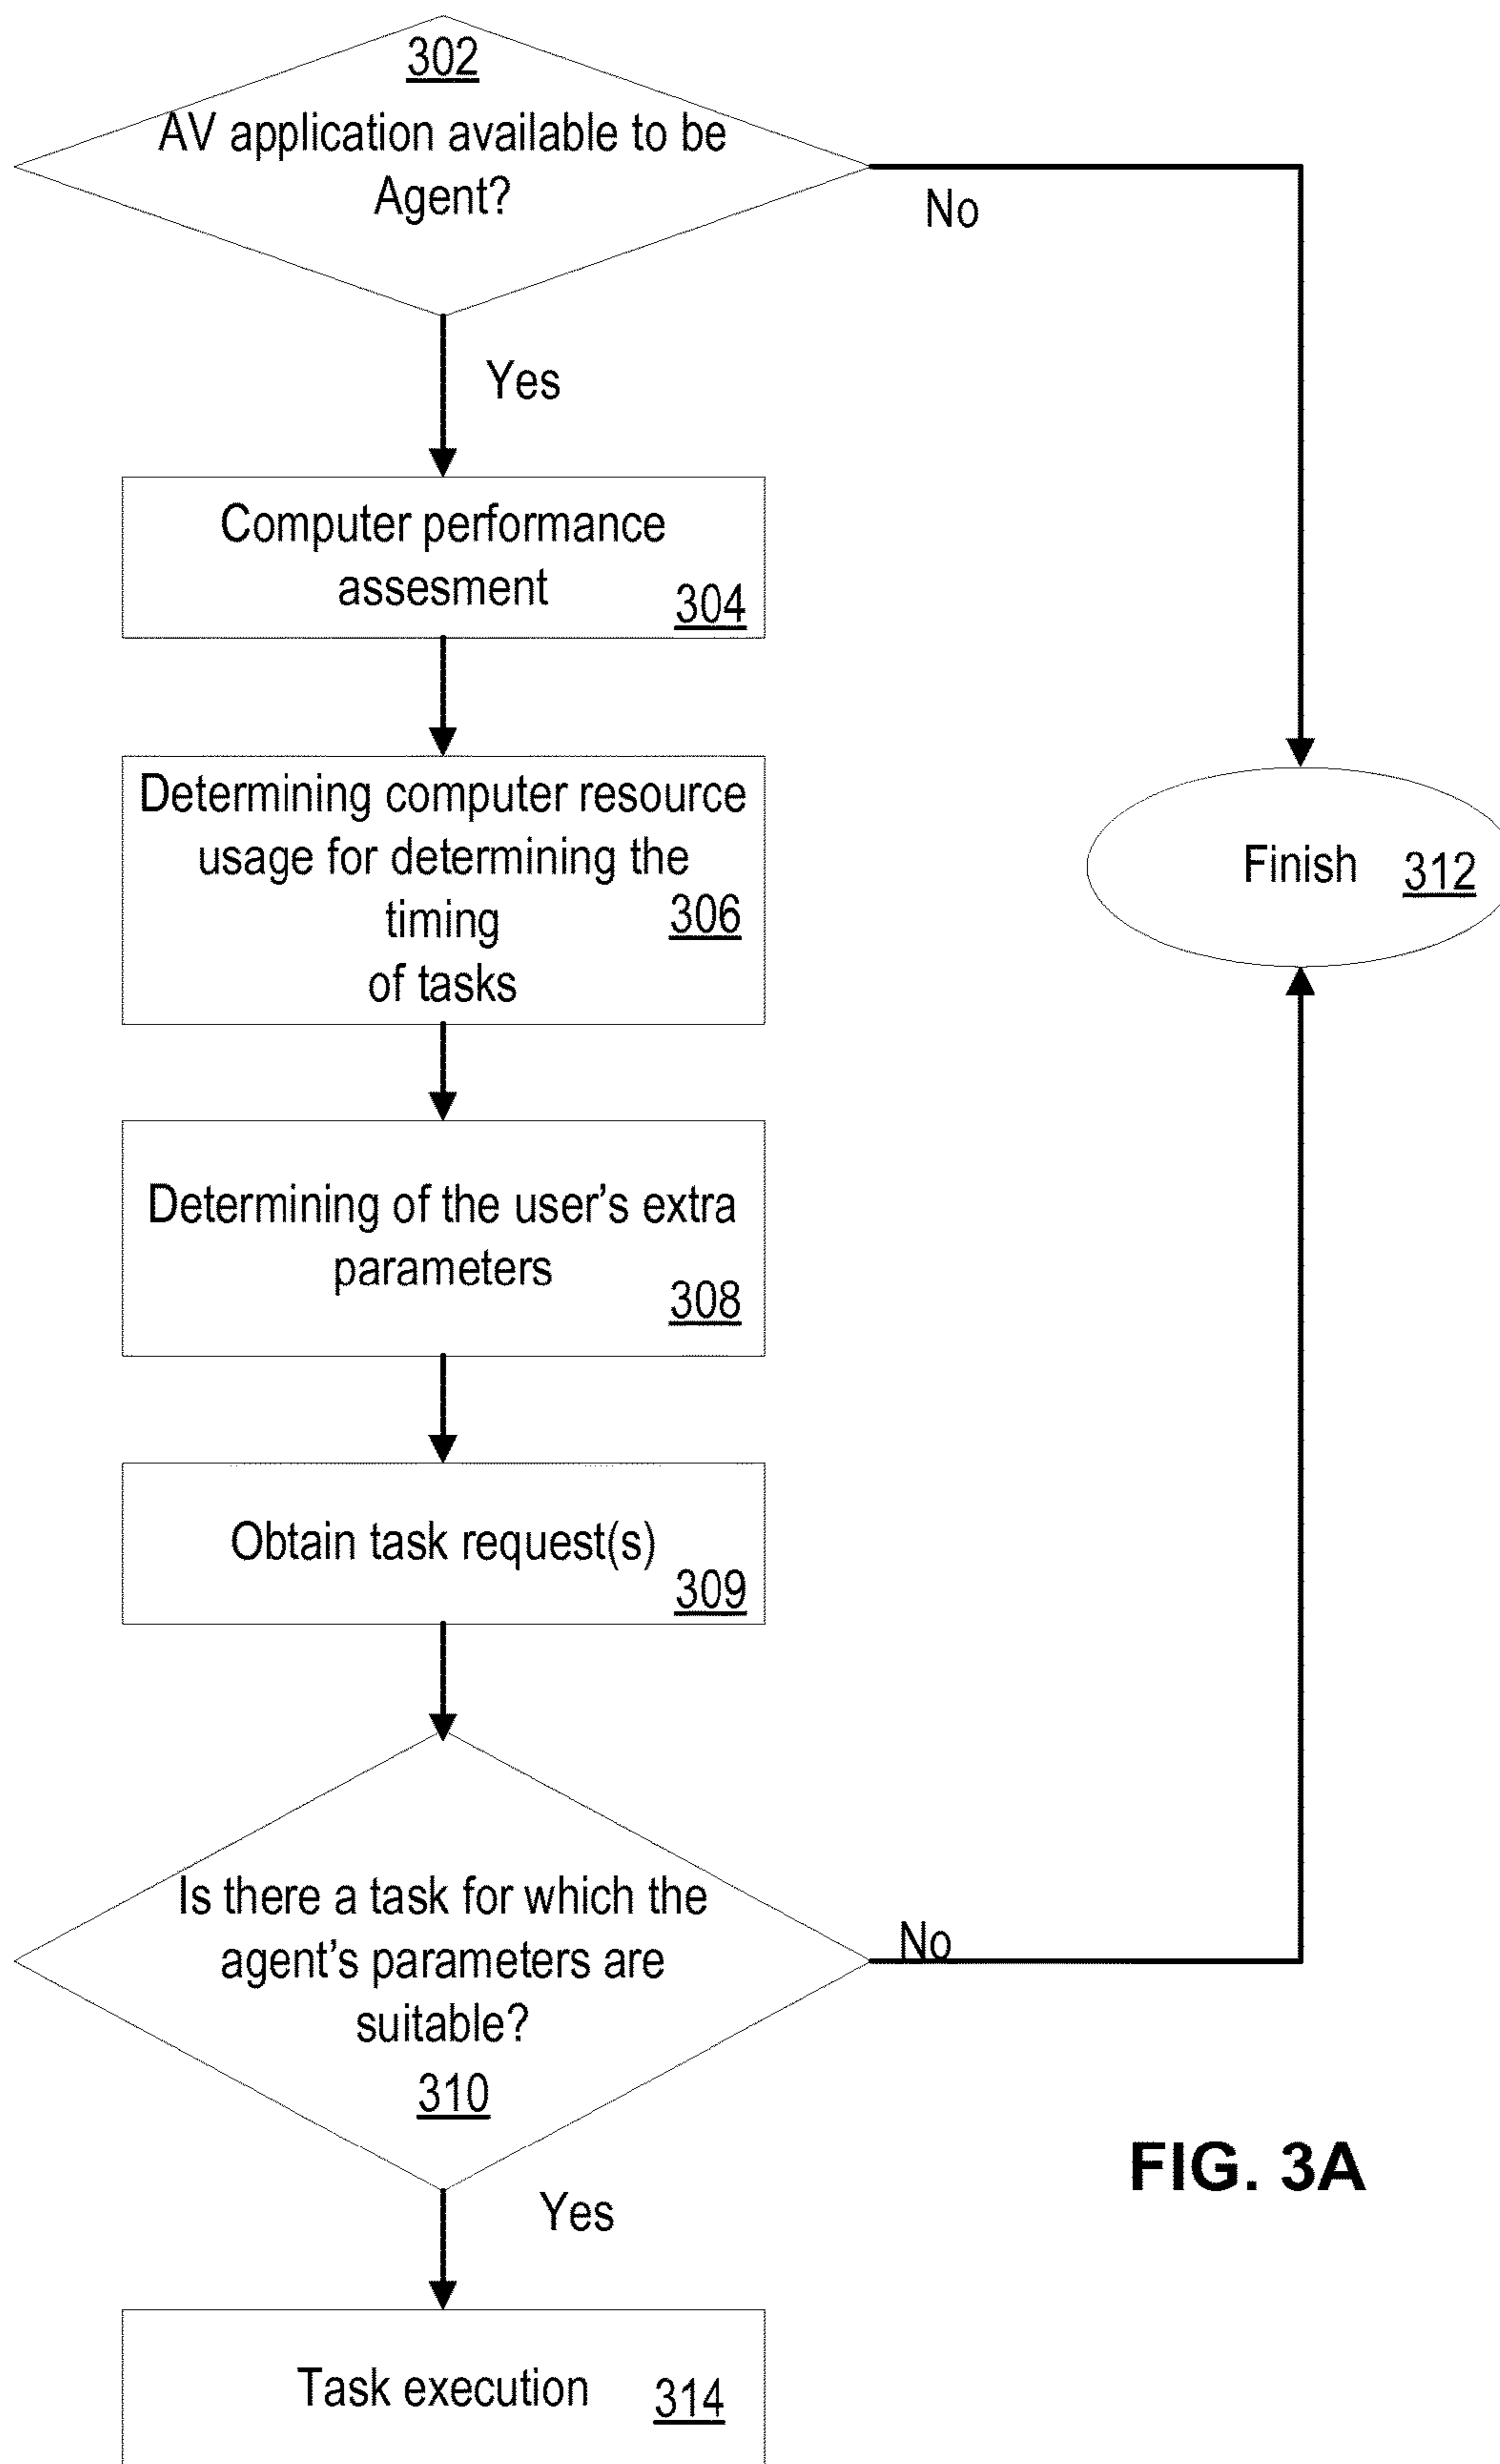 302
AV application available to be
Agent?
No
Yes
Computer performance
assesment
304
Determining computer resource
usage for determining the
timing
306
of tasks
Finish 312
Determining of the user's extra
parameters
308
Obtain task request(s)
309
Is there a task for which the
agent's parameters are
suitable?
310
No
Yes
FIG. 3A
Task execution 314